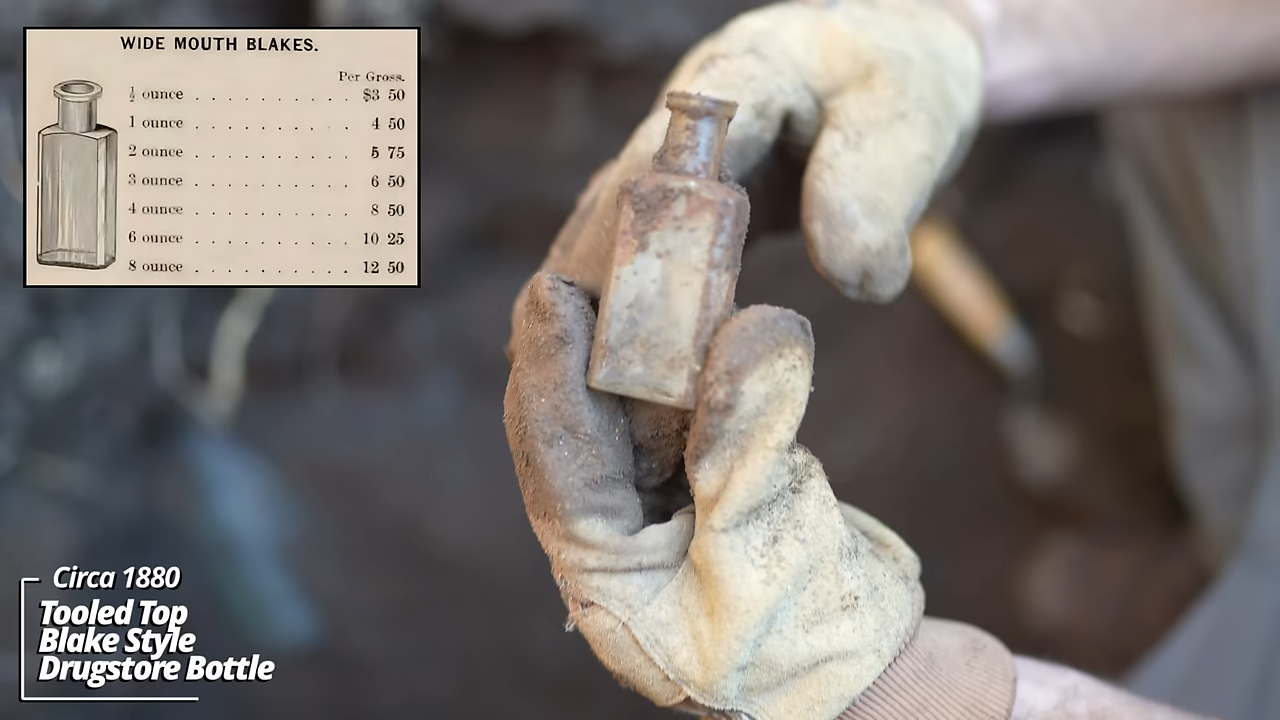 WIDE MOUTH BLAKES.
Per Gross.
½ ounce . . . . . . . . . . . $3 50
1 ounce . . . . . . . . . . . 4 50
2 ounce . . . . . . . . . . . 5 75
3 ounce . . . . . . . . . . . 6 50
4 ounce . . . . . . . . . . . 8 50
6 ounce . . . . . . . . . . . 10 25
8 ounce . . . . . . . . . . . 12 50
Circa 1880
Tooled Top
Blake Style
Drugstore Bottle